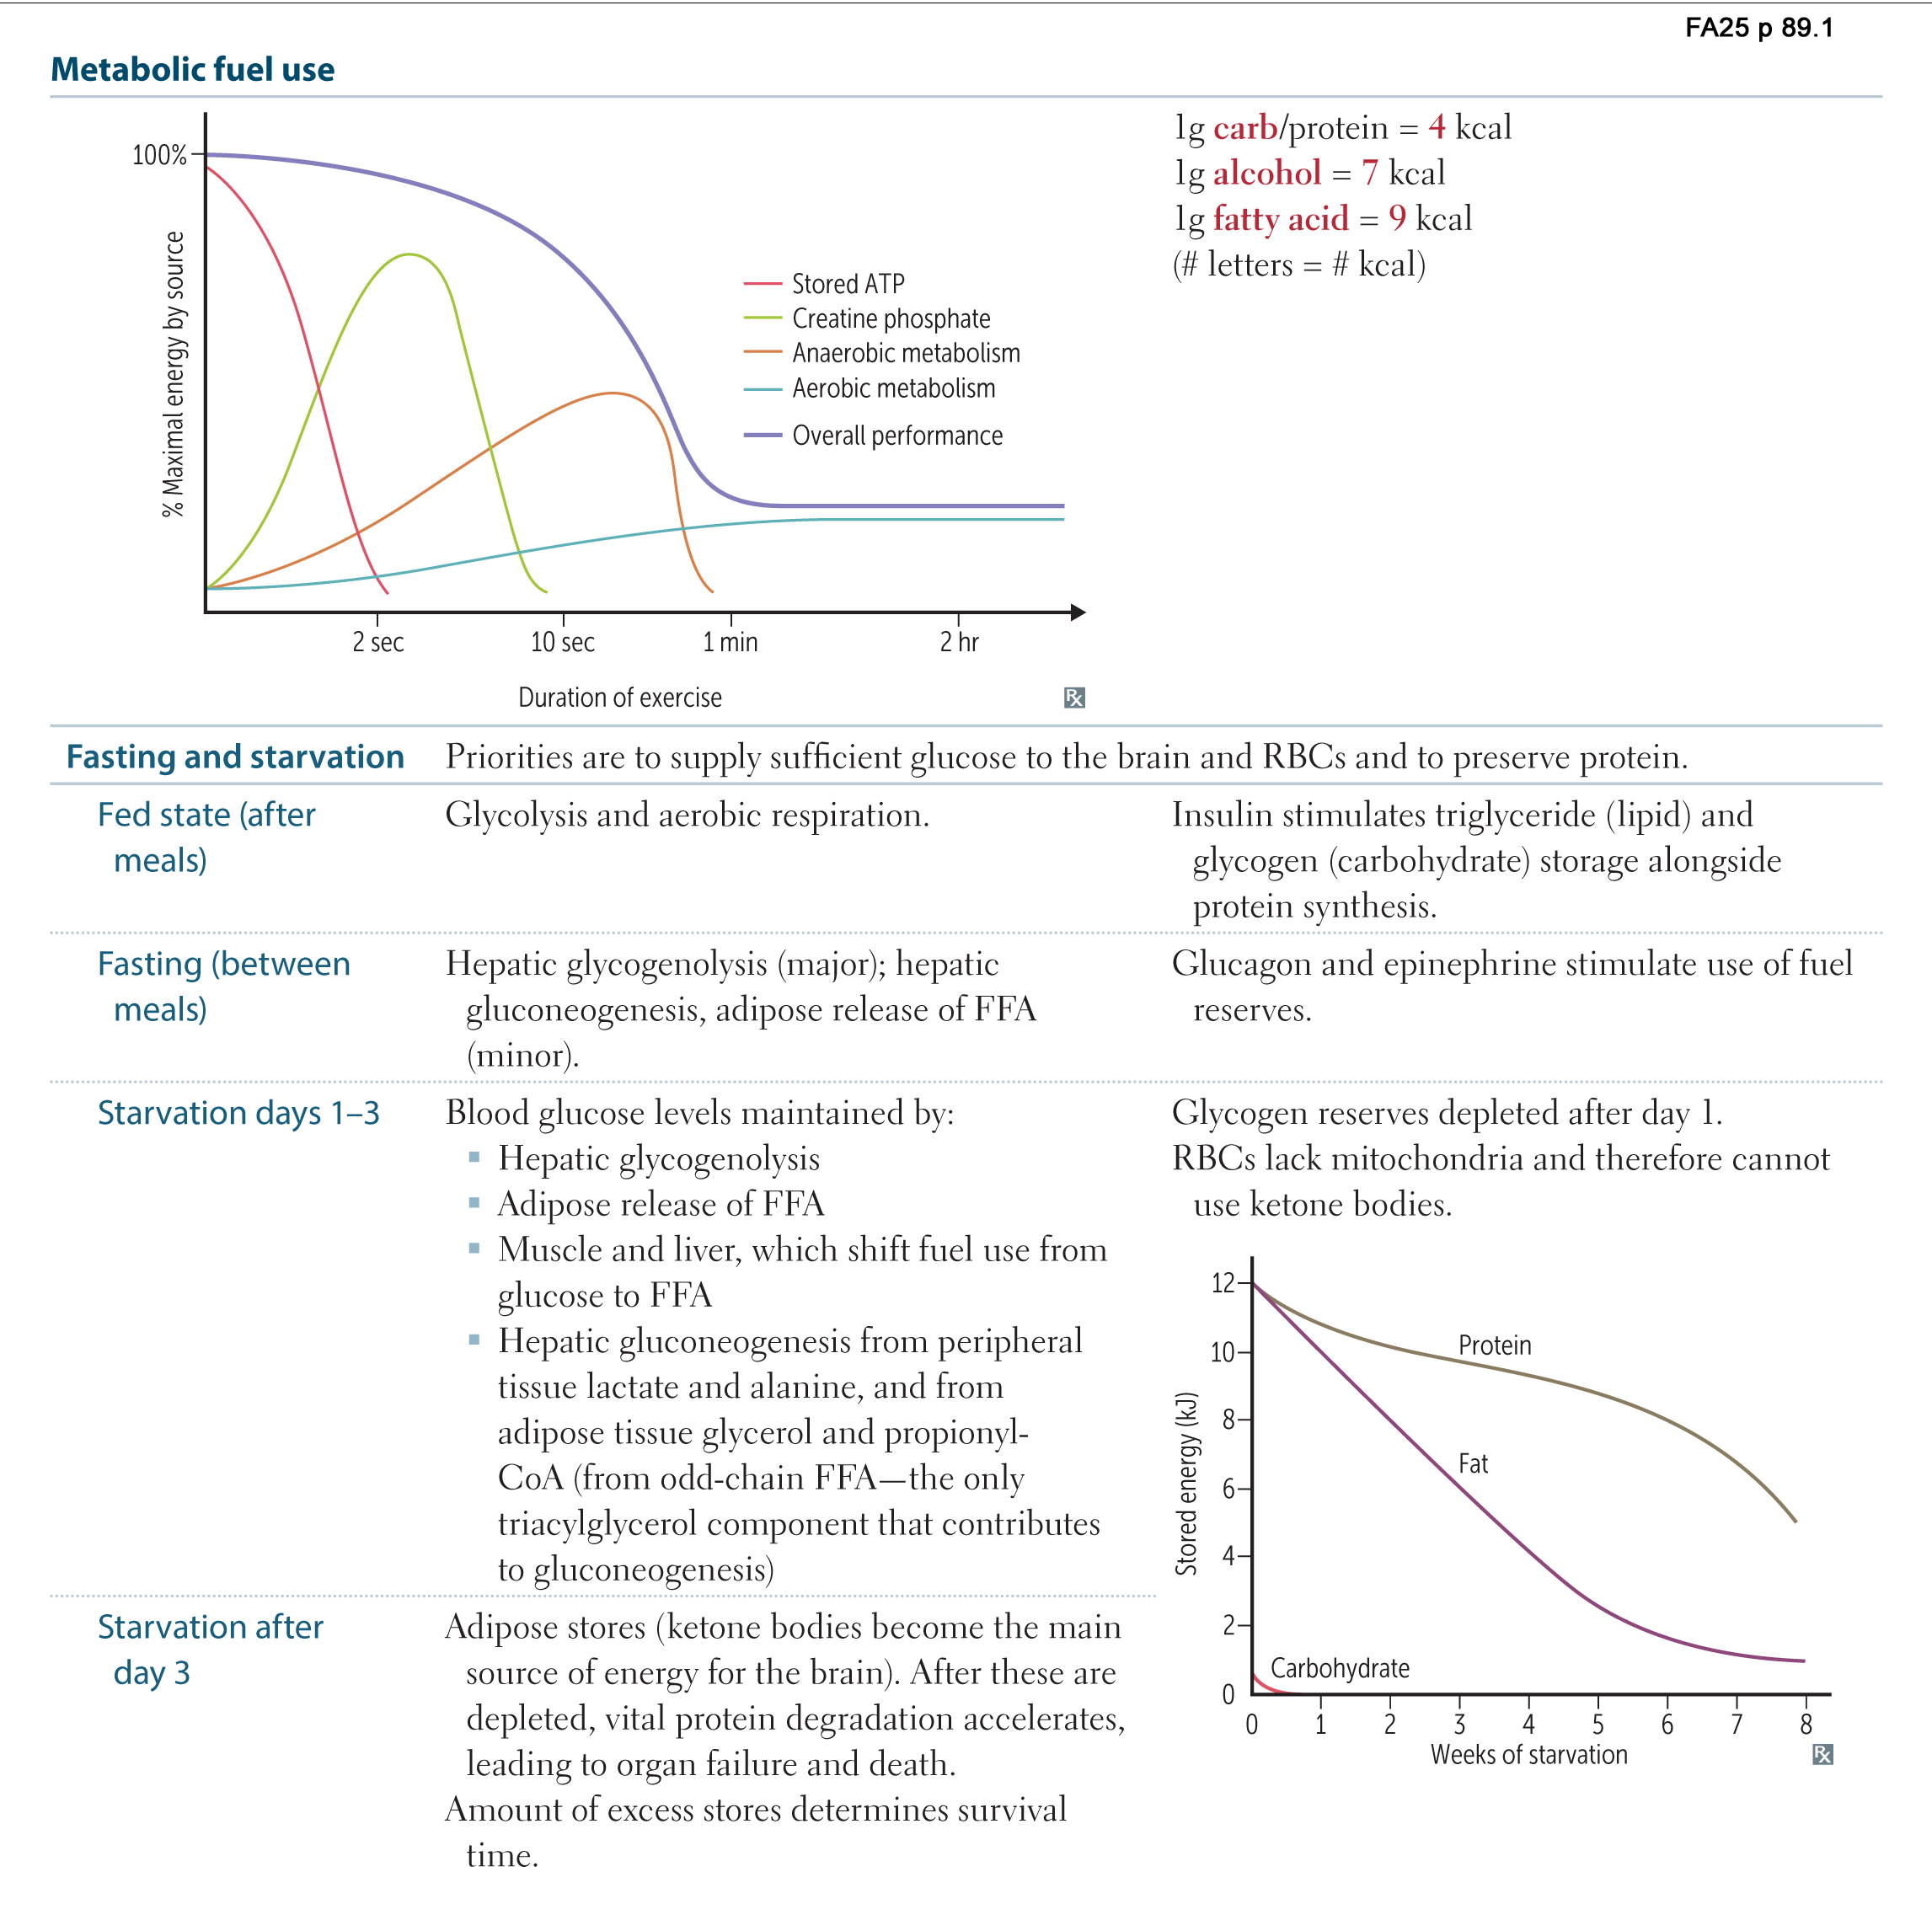 FA25 p 89.1
Metabolic fuel use
100%
% Maximal energy by source
Stored ATP
Creatine phosphate
Anaerobic metabolism
Aerobic metabolism
Overall performance
2 sec
10 sec
1 min
2 hr
Duration of exercise
Rx
1g carb/protein = 4 kcal
1g alcohol = 7 kcal
1g fatty acid = 9 kcal
(# letters = # kcal)
Fasting and starvation
Priorities are to supply sufficient glucose to the brain and RBCs and to preserve protein.
Fed state (after
meals)
Glycolysis and aerobic respiration.
Insulin stimulates triglyceride (lipid) and
glycogen (carbohydrate) storage alongside
protein synthesis.
Fasting (between
meals)
Hepatic glycogenolysis (major); hepatic
gluconeogenesis, adipose release of FFA
(minor).
Glucagon and epinephrine stimulate use of fuel
reserves.
Starvation days 1–3
Blood glucose levels maintained by:
▪ Hepatic glycogenolysis
▪ Adipose release of FFA
▪ Muscle and liver, which shift fuel use from
glucose to FFA
▪ Hepatic gluconeogenesis from peripheral
tissue lactate and alanine, and from
adipose tissue glycerol and propionyl-
CoA (from odd-chain FFA—the only
triacylglycerol component that contributes
to gluconeogenesis)
Glycogen reserves depleted after day 1.
RBCs lack mitochondria and therefore cannot
use ketone bodies.
Starvation after
day 3
Adipose stores (ketone bodies become the main
source of energy for the brain). After these are
depleted, vital protein degradation accelerates,
leading to organ failure and death.
Amount of excess stores determines survival
time.
Stored energy (kJ)
12
10
8
6
4
2
0
Protein
Fat
Carbohydrate
0
1
2
3
4
5
6
7
8
Weeks of starvation
Rx